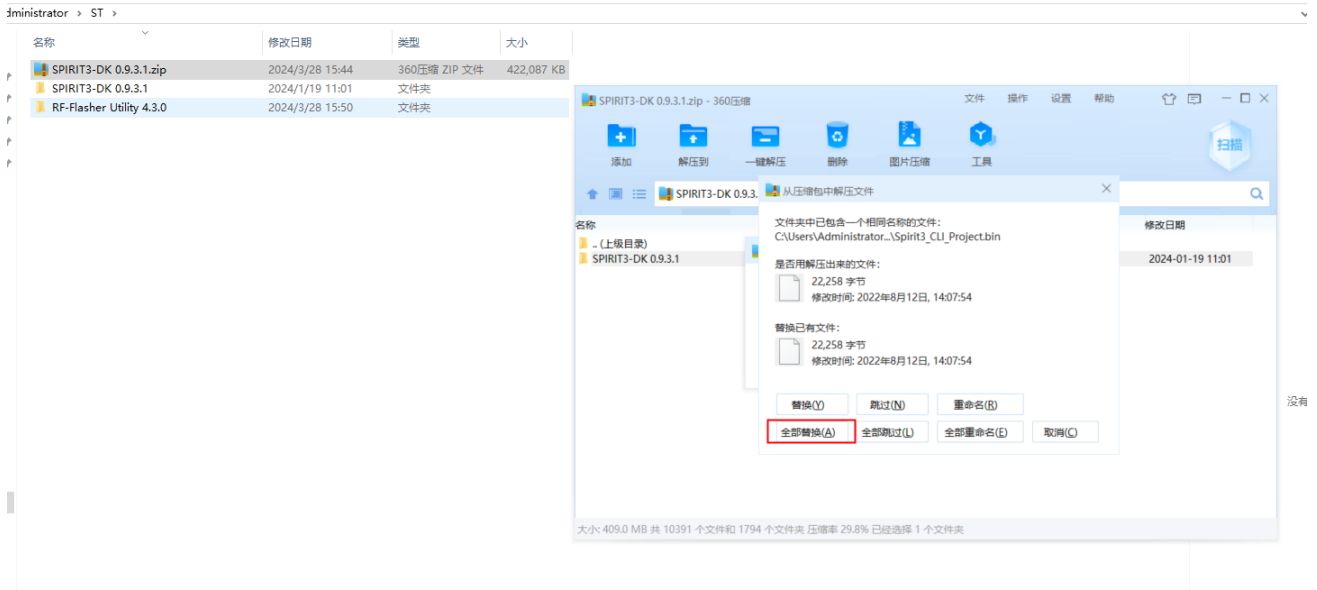 dministrator › ST ›
名称 修改日期 类型 大小
SPIRIT3-DK 0.9.3.1.zip 2024/3/28 15:44 360压缩 ZIP 文件 422,087 KB
SPIRIT3-DK 0.9.3.1 2024/1/19 11:01 文件夹
RF-Flasher Utility 4.3.0 2024/3/28 15:50 文件夹
SPIRIT3-DK 0.9.3.1.zip - 360压缩 文件 操作 设置 帮助
添加 解压到 一键解压 删除 图片压缩 工具 扫描
SPIRIT3-DK 0.9.3.
名称 修改日期
.. (上级目录)
SPIRIT3-DK 0.9.3.1 2024-01-19 11:01
从压缩包中解压文件
文件夹中已包含一个相同名称的文件:
C:\Users\Administrator...\Spirit3_CLI_Project.bin
是否用解压出来的文件:
22,258 字节
修改时间: 2022年8月12日, 14:07:54
替换已有文件:
22,258 字节
修改时间: 2022年8月12日, 14:07:54
替换(Y) 跳过(N) 重命名(R)
全部替换(A) 全部跳过(L) 全部重命名(E) 取消(C)
没有
大小: 409.0 MB 共 10391 个文件和 1794 个文件夹 压缩率 29.8% 已经选择 1 个文件夹